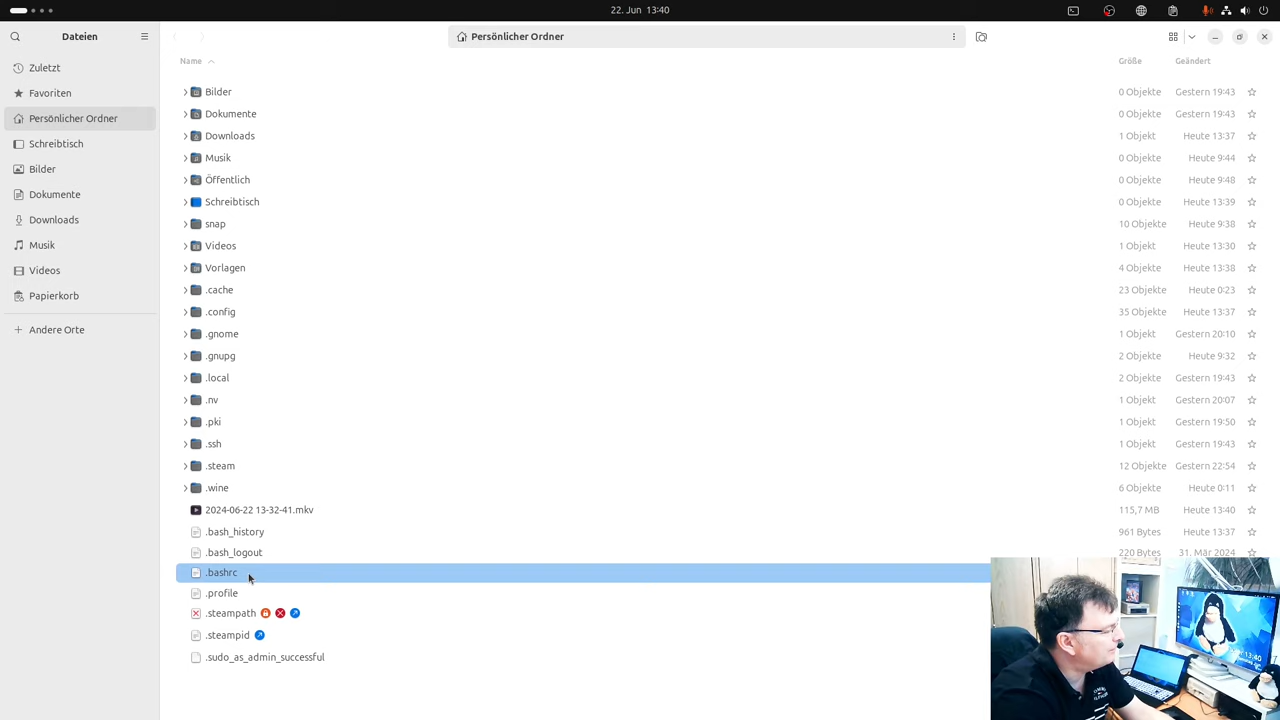 22. Jun 13:40
Dateien
Persönlicher Ordner
Zuletzt
Favoriten
Persönlicher Ordner
Schreibtisch
Bilder
Dokumente
Downloads
Musik
Videos
Papierkorb
Andere Orte
Name Größe Geändert
Bilder 0 Objekte Gestern 19:43
Dokumente 0 Objekte Gestern 19:43
Downloads 1 Objekt Heute 13:37
Musik 0 Objekte Heute 9:44
Öffentlich 0 Objekte Heute 9:48
Schreibtisch 0 Objekte Heute 13:39
snap 10 Objekte Heute 9:38
Videos 1 Objekt Heute 13:30
Vorlagen 4 Objekte Heute 13:38
.cache 23 Objekte Heute 0:23
.config 35 Objekte Heute 13:37
.gnome 1 Objekt Gestern 20:10
.gnupg 2 Objekte Heute 9:32
.local 2 Objekte Gestern 19:43
.nv 1 Objekt Gestern 20:07
.pki 1 Objekt Gestern 19:50
.ssh 1 Objekt Gestern 19:43
.steam 12 Objekte Gestern 22:54
.wine 6 Objekte Heute 0:11
2024-06-22 13-32-41.mkv 115,7 MB Heute 13:40
.bash_history 961 Bytes Heute 13:37
.bash_logout 220 Bytes 31. Mär 2024
.bashrc
.profile
.steampath
.steampid
.sudo_as_admin_successful
13:40